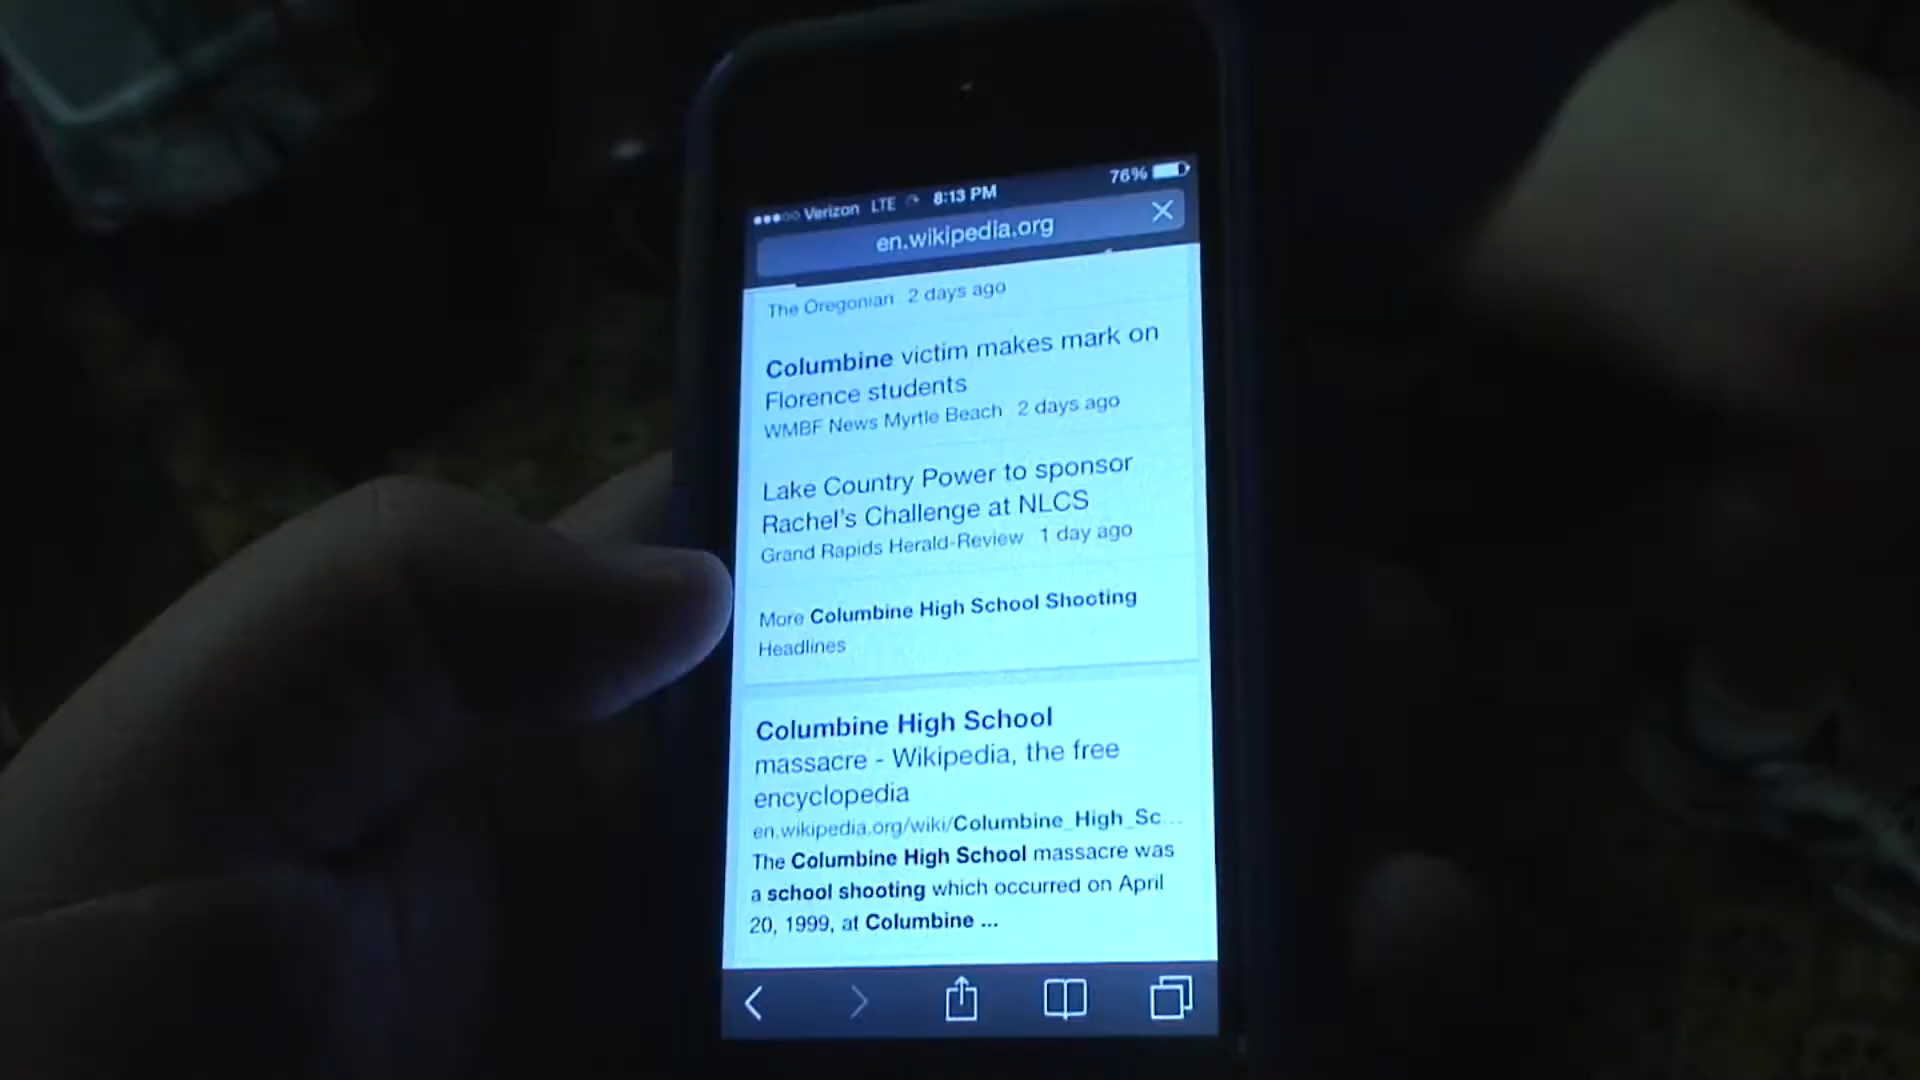 Verizon LTE 8:13 PM 76%
en.wikipedia.org
The Oregonian 2 days ago
Columbine victim makes mark on
Florence students
WMBF News Myrtle Beach 2 days ago
Lake Country Power to sponsor
Rachel's Challenge at NLCS
Grand Rapids Herald-Review 1 day ago
More Columbine High School Shooting
Headlines
Columbine High School
massacre - Wikipedia, the free
encyclopedia
en.wikipedia.org/wiki/Columbine_High_Sc...
The Columbine High School massacre was
a school shooting which occurred on April
20, 1999, at Columbine ...